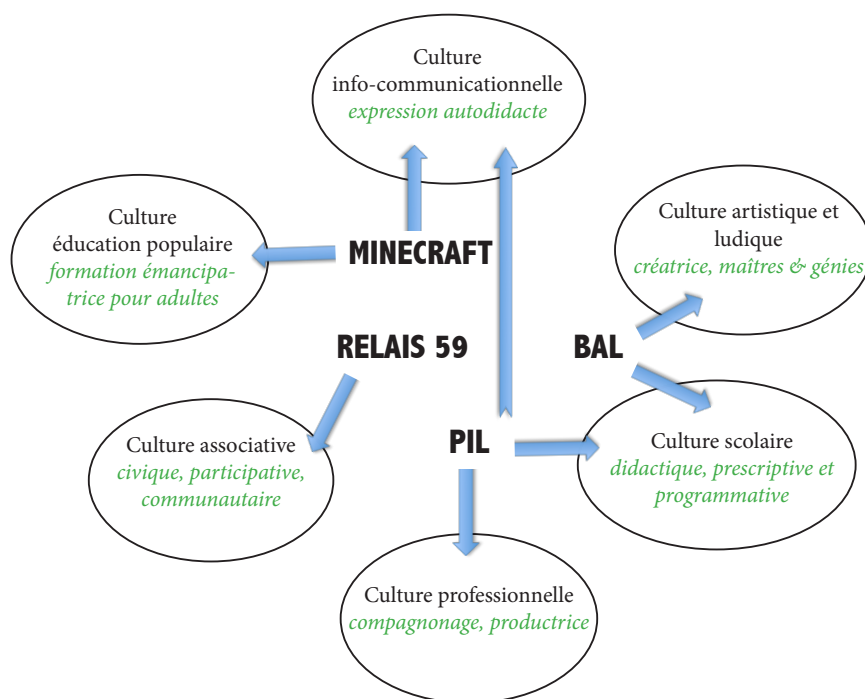 Culture
info-communicationnelle
expression autodidacte
Culture
éducation populaire
formation émancipa-
trice pour adultes
MINECRAFT
Culture artistique et
ludique
créatrice, maîtres & génies
RELAIS 59
BAL
Culture associative
civique, participative,
communautaire
PIL
Culture scolaire
didactique, prescriptive et
programmative
Culture professionnelle
compagnonage, productrice